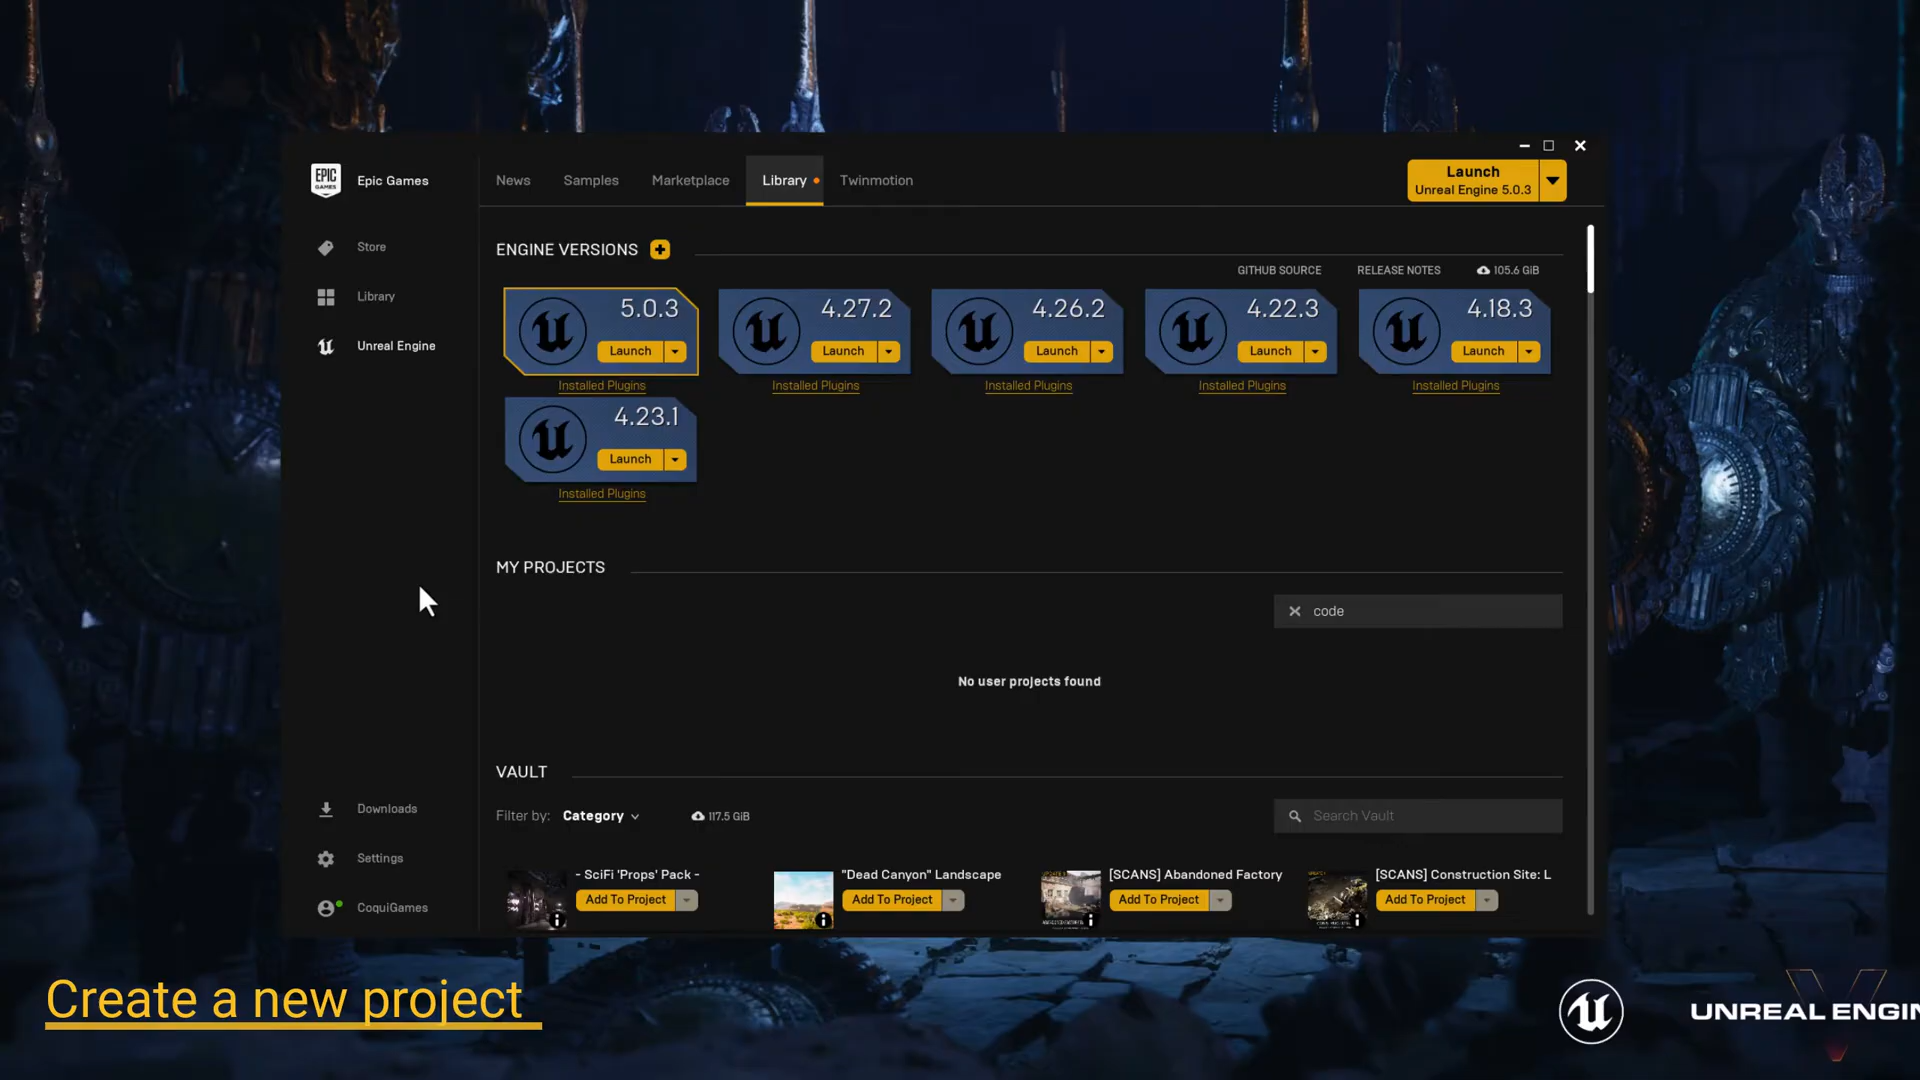 EPIC GAMES
Epic Games
News
Samples
Marketplace
Library
Twinmotion
Launch
Unreal Engine 5.0.3
Store
Library
Unreal Engine
ENGINE VERSIONS
GITHUB SOURCE
RELEASE NOTES
105.6 GiB
5.0.3
Launch
Installed Plugins
4.27.2
Launch
Installed Plugins
4.26.2
Launch
Installed Plugins
4.22.3
Launch
Installed Plugins
4.18.3
Launch
Installed Plugins
4.23.1
Launch
Installed Plugins
MY PROJECTS
code
No user projects found
VAULT
Filter by: Category
117.5 GiB
Search Vault
- SciFi 'Props' Pack -
Add To Project
"Dead Canyon" Landscape
Add To Project
[SCANS] Abandoned Factory
Add To Project
[SCANS] Construction Site: L
Add To Project
Downloads
Settings
CoquiGames
Create a new project
UNREAL ENGIN